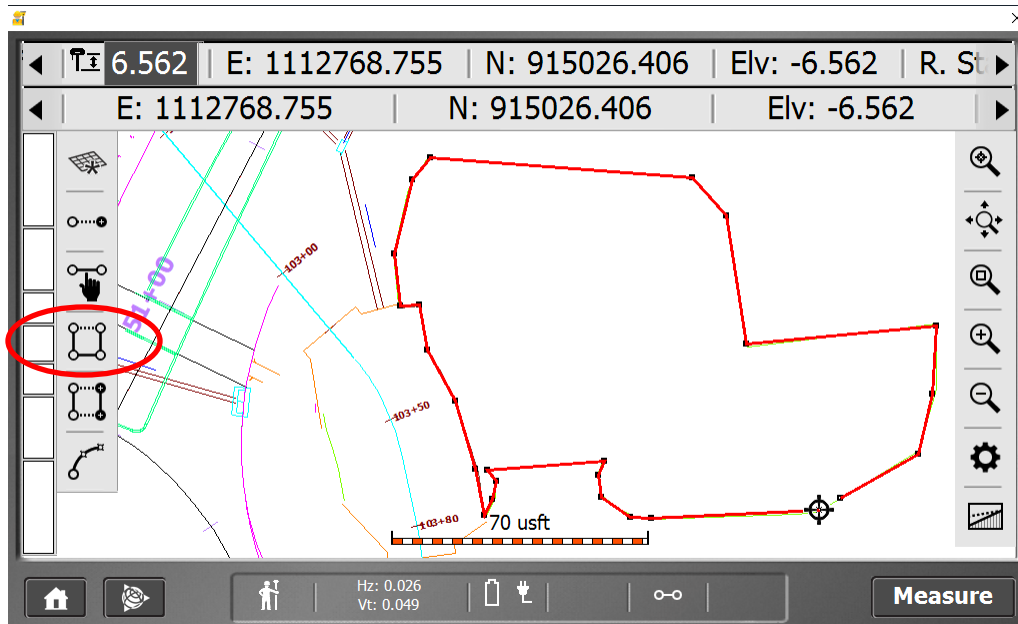 6.562 E: 1112768.755 N: 915026.406 Elv: -6.562 R. St
E: 1112768.755 N: 915026.406 Elv: -6.562
103+00
51+00
103+50
103+80
70 usft
Hz: 0.026
Vt: 0.049
Measure